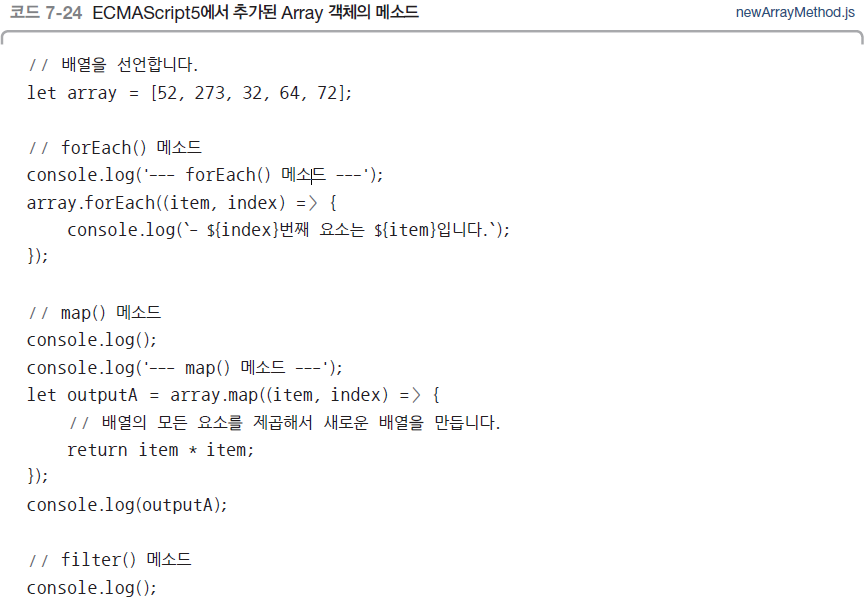 코드 7-24 ECMAScript5에서 추가된 Array 객체의 메소드 newArrayMethod.js
// 배열을 선언합니다.
let array = [52, 273, 32, 64, 72];
// forEach() 메소드
console.log('--- forEach() 메소드 ---');
array.forEach((item, index) => {
console.log(`- ${index}번째 요소는 ${item}입니다.`);
});
// map() 메소드
console.log();
console.log('--- map() 메소드 ---');
let outputA = array.map((item, index) => {
// 배열의 모든 요소를 제곱해서 새로운 배열을 만듭니다.
return item * item;
});
console.log(outputA);
// filter() 메소드
console.log();